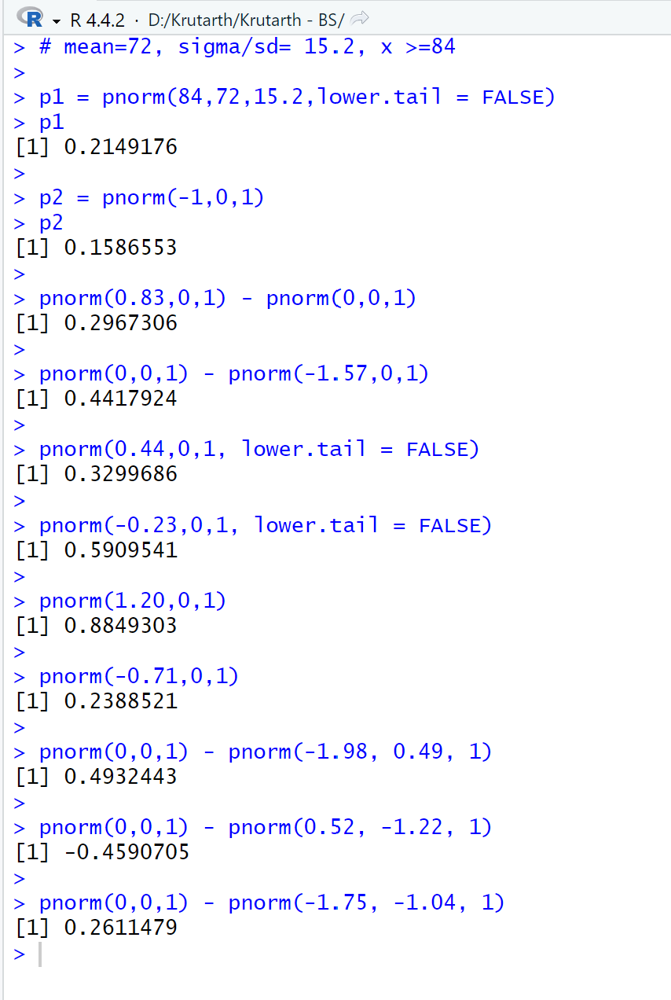 R R 4.4.2 · D:/Krutarth/Krutarth - BS/
> # mean=72, sigma/sd= 15.2, x >=84
>
> p1 = pnorm(84,72,15.2,lower.tail = FALSE)
> p1
[1] 0.2149176
>
> p2 = pnorm(-1,0,1)
> p2
[1] 0.1586553
>
> pnorm(0.83,0,1) - pnorm(0,0,1)
[1] 0.2967306
>
> pnorm(0,0,1) - pnorm(-1.57,0,1)
[1] 0.4417924
>
> pnorm(0.44,0,1, lower.tail = FALSE)
[1] 0.3299686
>
> pnorm(-0.23,0,1, lower.tail = FALSE)
[1] 0.5909541
>
> pnorm(1.20,0,1)
[1] 0.8849303
>
> pnorm(-0.71,0,1)
[1] 0.2388521
>
> pnorm(0,0,1) - pnorm(-1.98, 0.49, 1)
[1] 0.4932443
>
> pnorm(0,0,1) - pnorm(0.52, -1.22, 1)
[1] -0.4590705
>
> pnorm(0,0,1) - pnorm(-1.75, -1.04, 1)
[1] 0.2611479
>